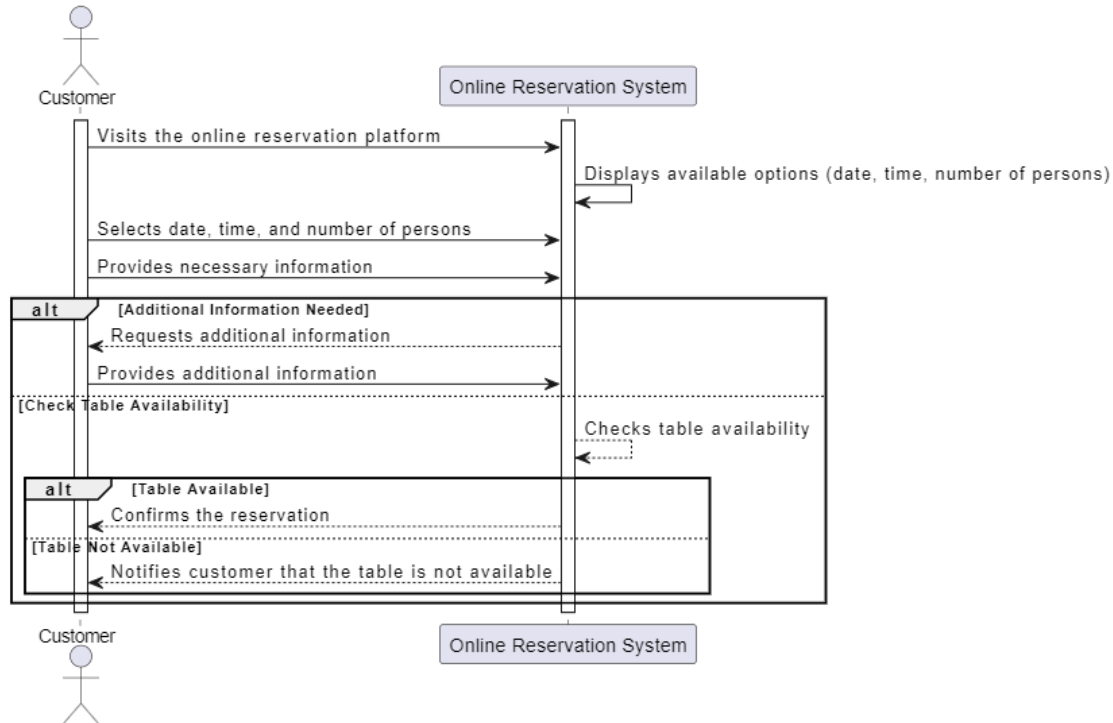 Customer
Online Reservation System
Visits the online reservation platform
Displays available options (date, time, number of persons)
Selects date, time, and number of persons
Provides necessary information
alt [Additional Information Needed]
Requests additional information
Provides additional information
[Check Table Availability]
Checks table availability
alt [Table Available]
Confirms the reservation
[Table Not Available]
Notifies customer that the table is not available
Customer
Online Reservation System